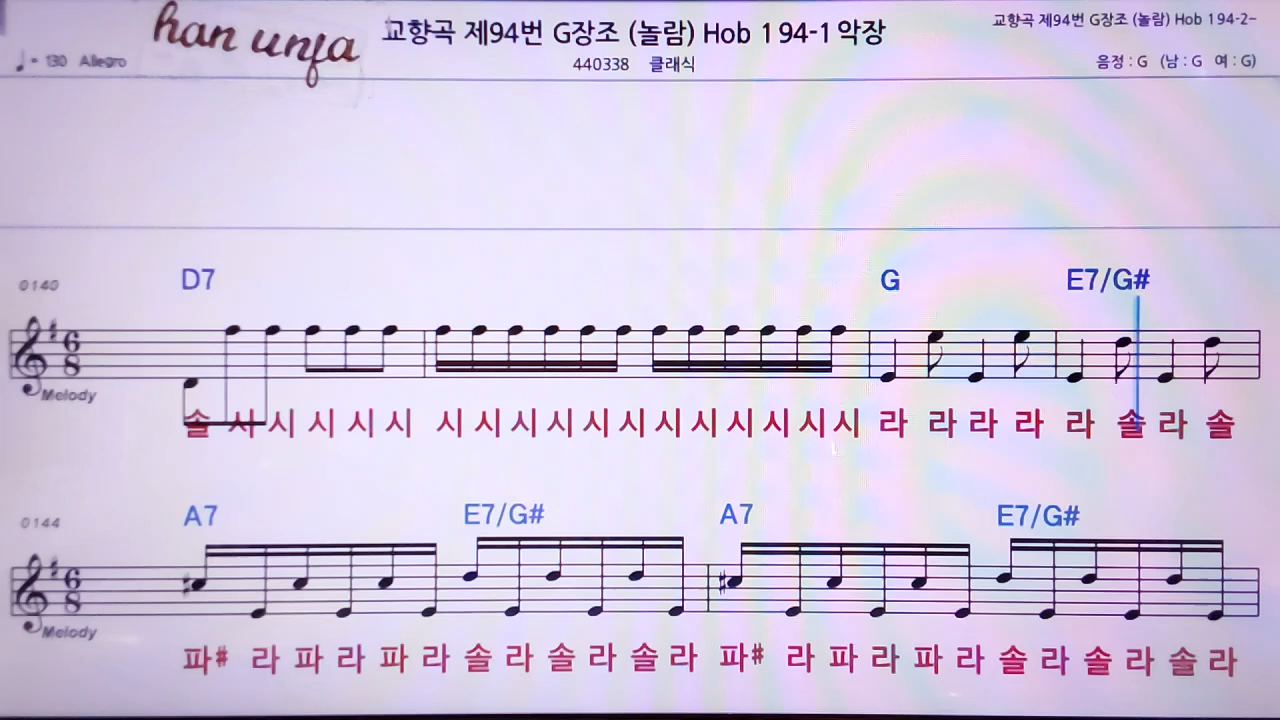 han unfa
교향곡 제94번 G장조 (놀람) Hob 1 94-1 악장
교향곡 제94번 G장조 (놀람) Hob 1 94-2-
♩= 130 Allegro
440338 클래식
음정 : G (남 : G 여 : G)
0140
D7 G E7/G#
Melody
솔 시 시 시 시 시 시 시 시 시 시 시 시 시 시 시 시 시 라 라 라 라 라 솔 라 솔
0144
A7 E7/G# A7 E7/G#
Melody
파# 라 파 라 파 라 솔 라 솔 라 솔 라 파# 라 파 라 파 라 솔 라 솔 라 솔 라